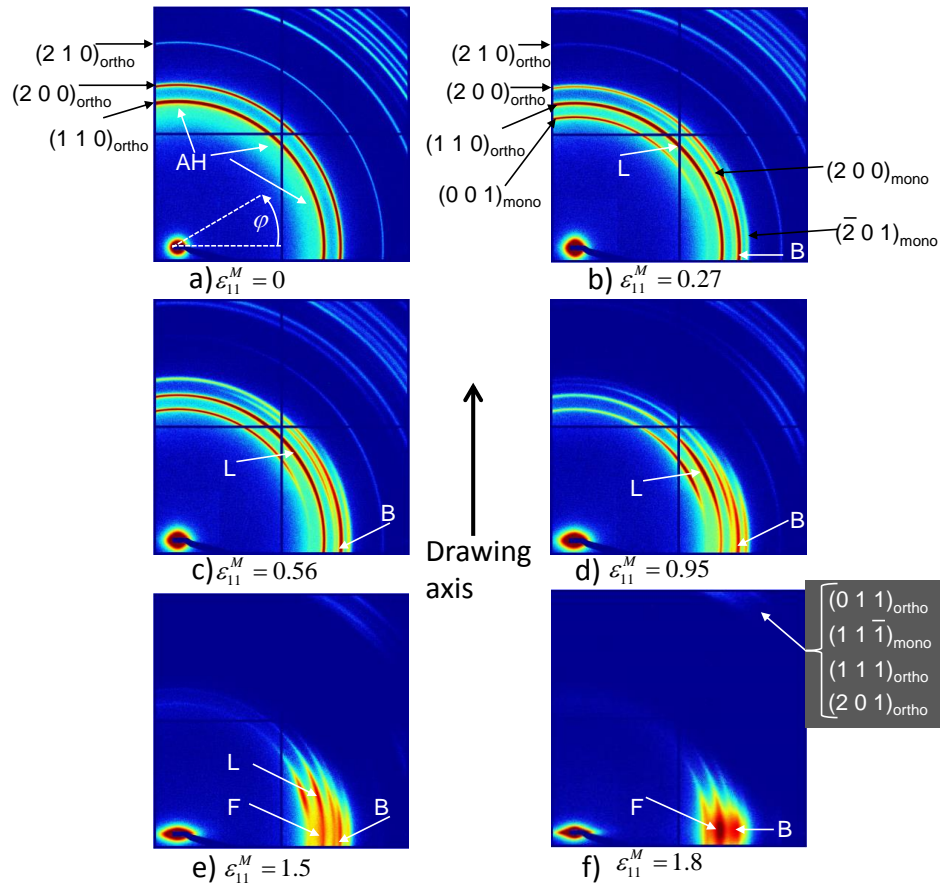 (2 1 0)ortho
(2 0 0)ortho
(1 1 0)ortho
AH
φ
a) ε₁₁ᴹ = 0
(2 1 0)ortho
(2 0 0)ortho
(1 1 0)ortho
(0 0 1)mono
L
(2 0 0)mono
(2̅ 0 1)mono
B
b) ε₁₁ᴹ = 0.27
L
B
c) ε₁₁ᴹ = 0.56
Drawing
axis
L
B
d) ε₁₁ᴹ = 0.95
L
F
B
e) ε₁₁ᴹ = 1.5
(0 1 1)ortho
(1 1 1̅)mono
(1 1 1)ortho
(2 0 1)ortho
F
B
f) ε₁₁ᴹ = 1.8